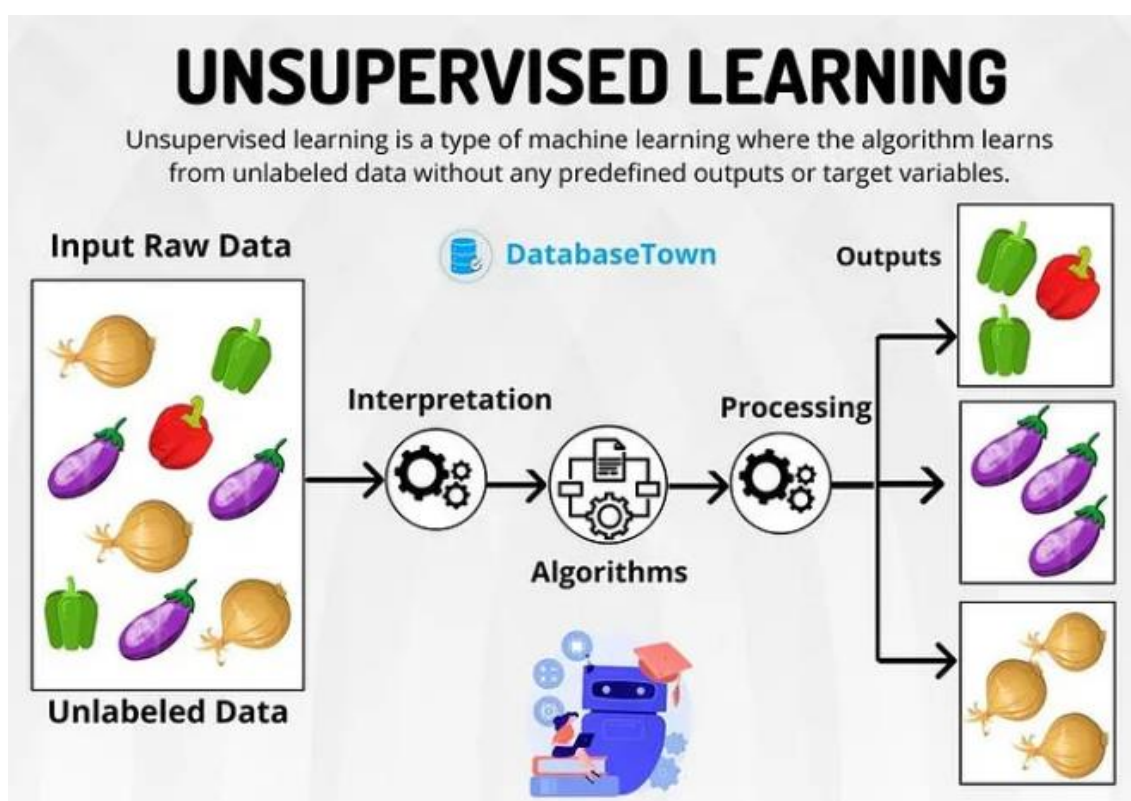 UNSUPERVISED LEARNING
Unsupervised learning is a type of machine learning where the algorithm learns
from unlabeled data without any predefined outputs or target variables.
Input Raw Data
DatabaseTown
Outputs
Interpretation
Processing
Algorithms
Unlabeled Data